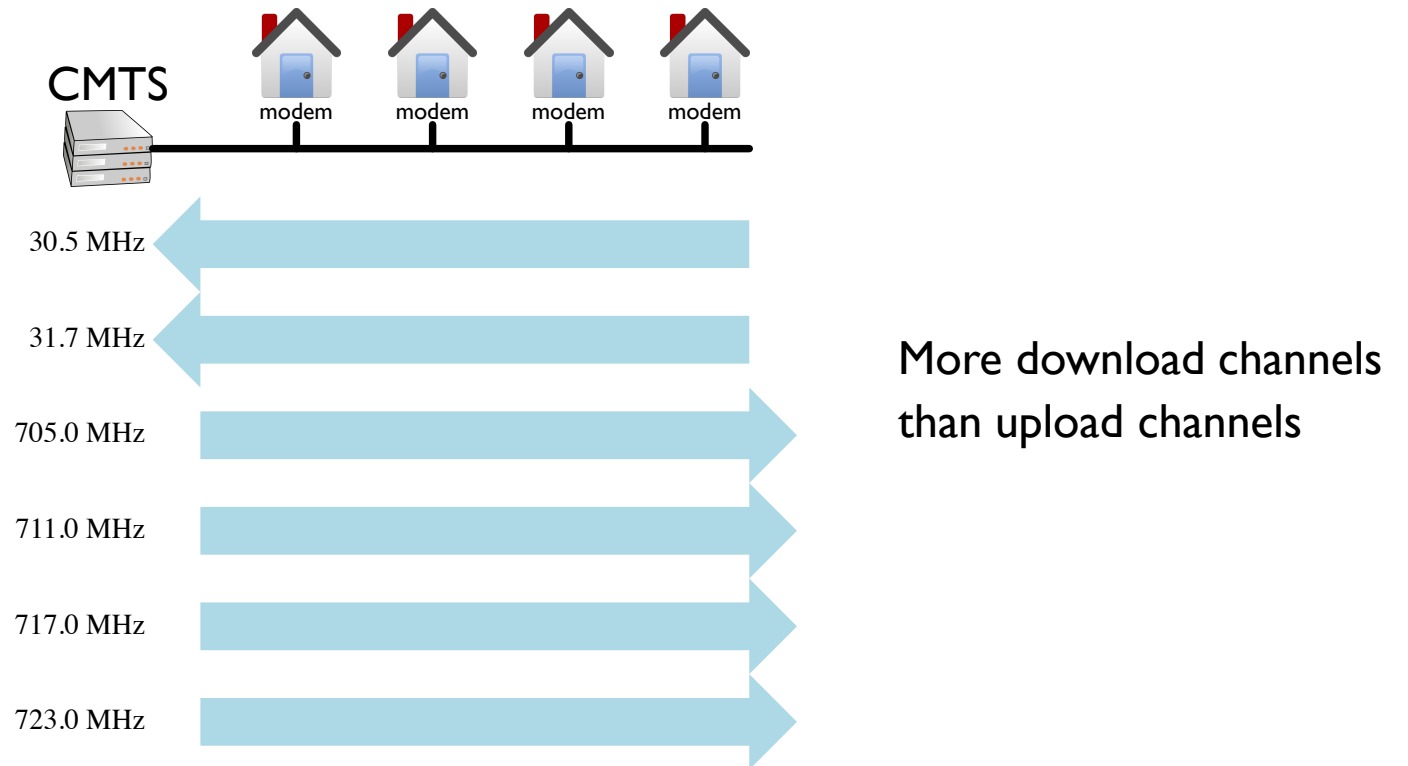 CMTS
modem modem modem modem
30.5 MHz
31.7 MHz
More download channels
than upload channels
705.0 MHz
711.0 MHz
717.0 MHz
723.0 MHz